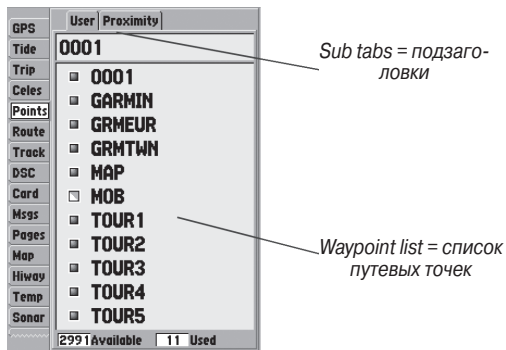 User Proximity
0001
GPS
Tide
Trip
Celes
Points
Route
Track
DSC
Card
Msgs
Pages
Map
Hiway
Temp
Sonar
0001
GARMIN
GRMEUR
GRMTWN
MAP
MOB
TOUR1
TOUR2
TOUR3
TOUR4
TOUR5
2991 Available 11 Used
Sub tabs = подзаго-
ловки
Waypoint list = список
путевых точек